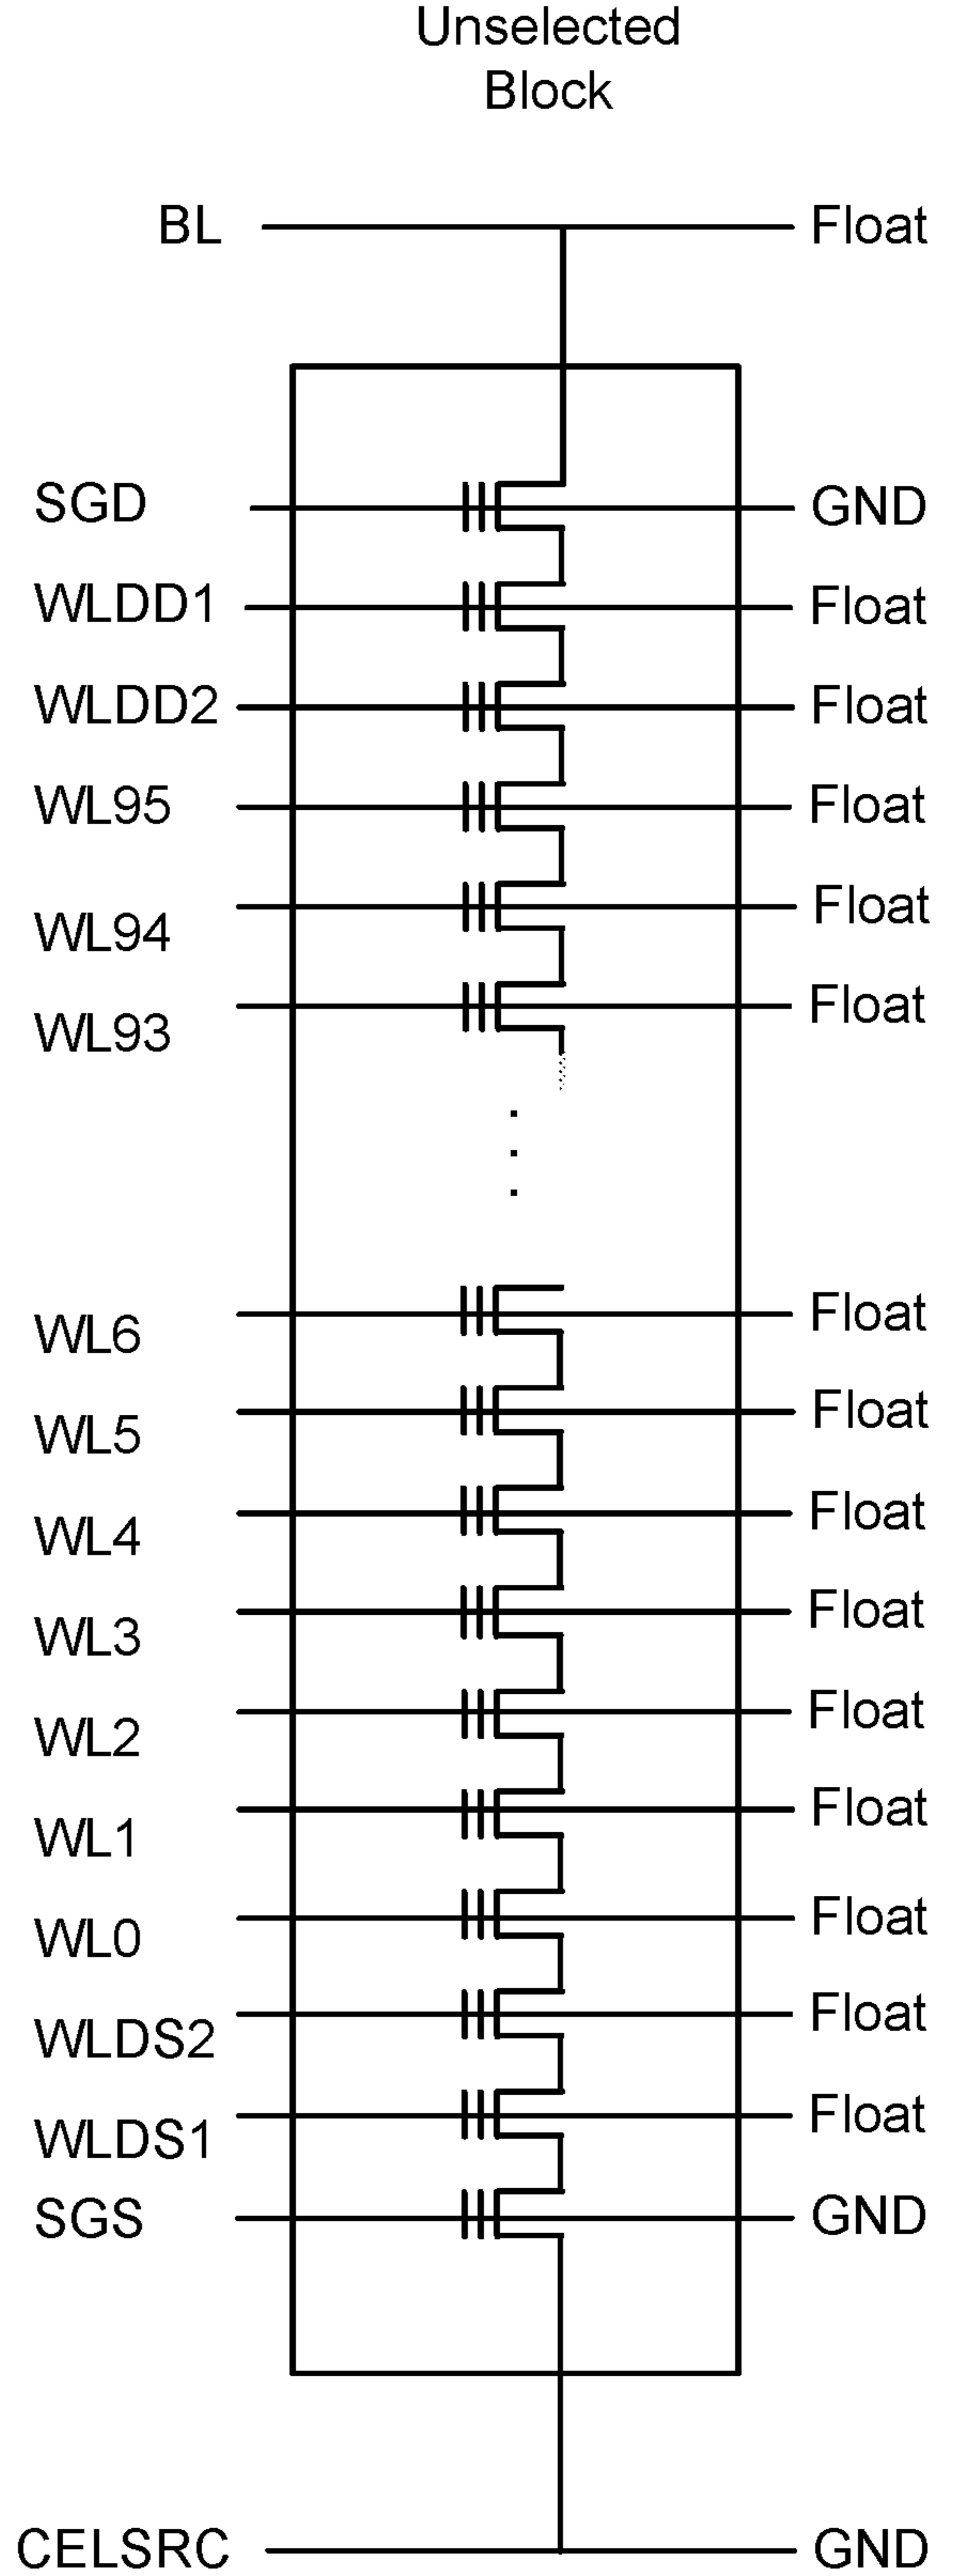 Unselected
Block
BL Float
SGD GND
WLDD1 Float
WLDD2 Float
WL95 Float
WL94 Float
WL93 Float
WL6 Float
WL5 Float
WL4 Float
WL3 Float
WL2 Float
WL1 Float
WL0 Float
WLDS2 Float
WLDS1 Float
SGS GND
CELSRC GND